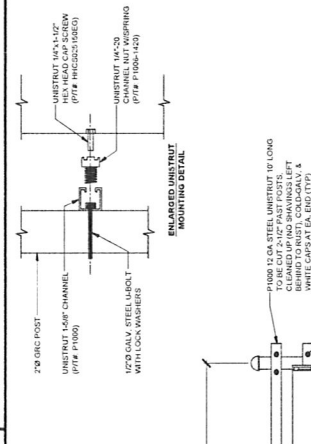 2"Ø GRC POST
UNISTRUT 1-5/8" CHANNEL
(P/T# P1000)
1/2"Ø GALV. STEEL U-BOLT
WITH LOCK WASHERS
UNISTRUT 1/4"x1-1/2"
HEX HEAD CAP SCREW
(P/T# HHCS025150EG)
UNISTRUT 1/4"-20
CHANNEL NUT W/SPRING
(P/T# P1006-1420)
ENLARGED UNISTRUT
MOUNTING DETAIL
P1000 12 GA STEEL UNISTRUT 10' LONG
TO BE CUT 2-1/2" PAST POSTS,
CLEANED UP (NO SHAVINGS LEFT
BEHIND TO RUST), COLD-GALV. &
WHITE CAPS AT EA. END (TYP)